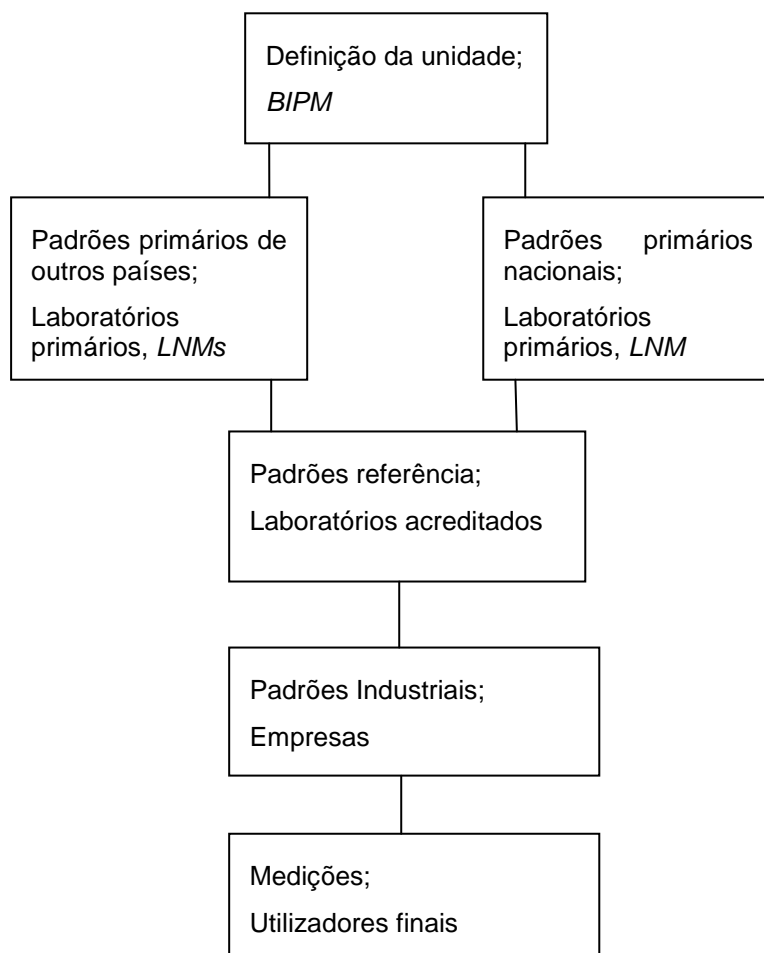 Definição da unidade;
BIPM
Padrões primários de
outros países;
Laboratórios
primários, LNMs
Padrões primários
nacionais;
Laboratórios
primários, LNM
Padrões referência;
Laboratórios acreditados
Padrões Industriais;
Empresas
Medições;
Utilizadores finais